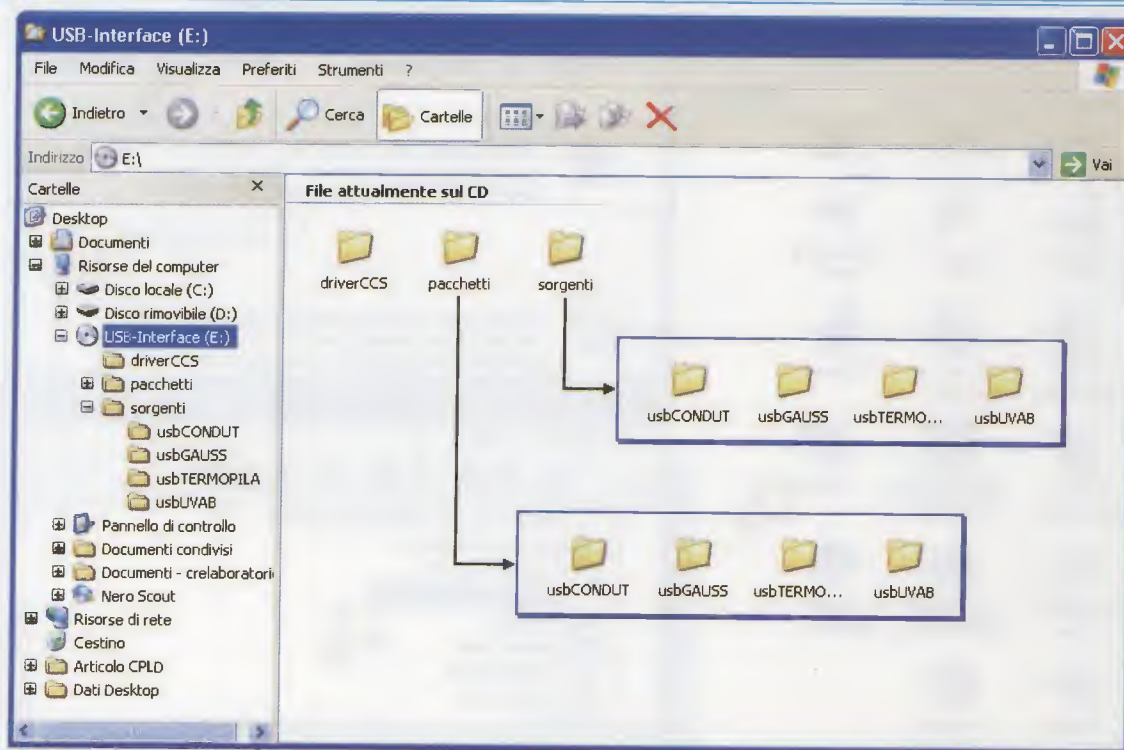 USB-Interface (E:)
File Modifica Visualizza Preferiti Strumenti ?
Indietro Cerca Cartelle
Indirizzo E:\ Vai
Cartelle
Desktop
Documenti
Risorse del computer
Disco locale (C:)
Disco rimovibile (D:)
USB-Interface (E:)
driverCCS
pacchetti
sorgenti
usbCONDUT
usbGAUSS
usbTERMOPILA
usbUVAB
Pannello di controllo
Documenti condivisi
Documenti - crelaboratori
Nero Scout
Risorse di rete
Cestino
Articolo CPLD
Dati Desktop
File attualmente sul CD
driverCCS pacchetti sorgenti
usbCONDUT usbGAUSS usbTERMO... usbUVAB
usbCONDUT usbGAUSS usbTERMO... usbUVAB